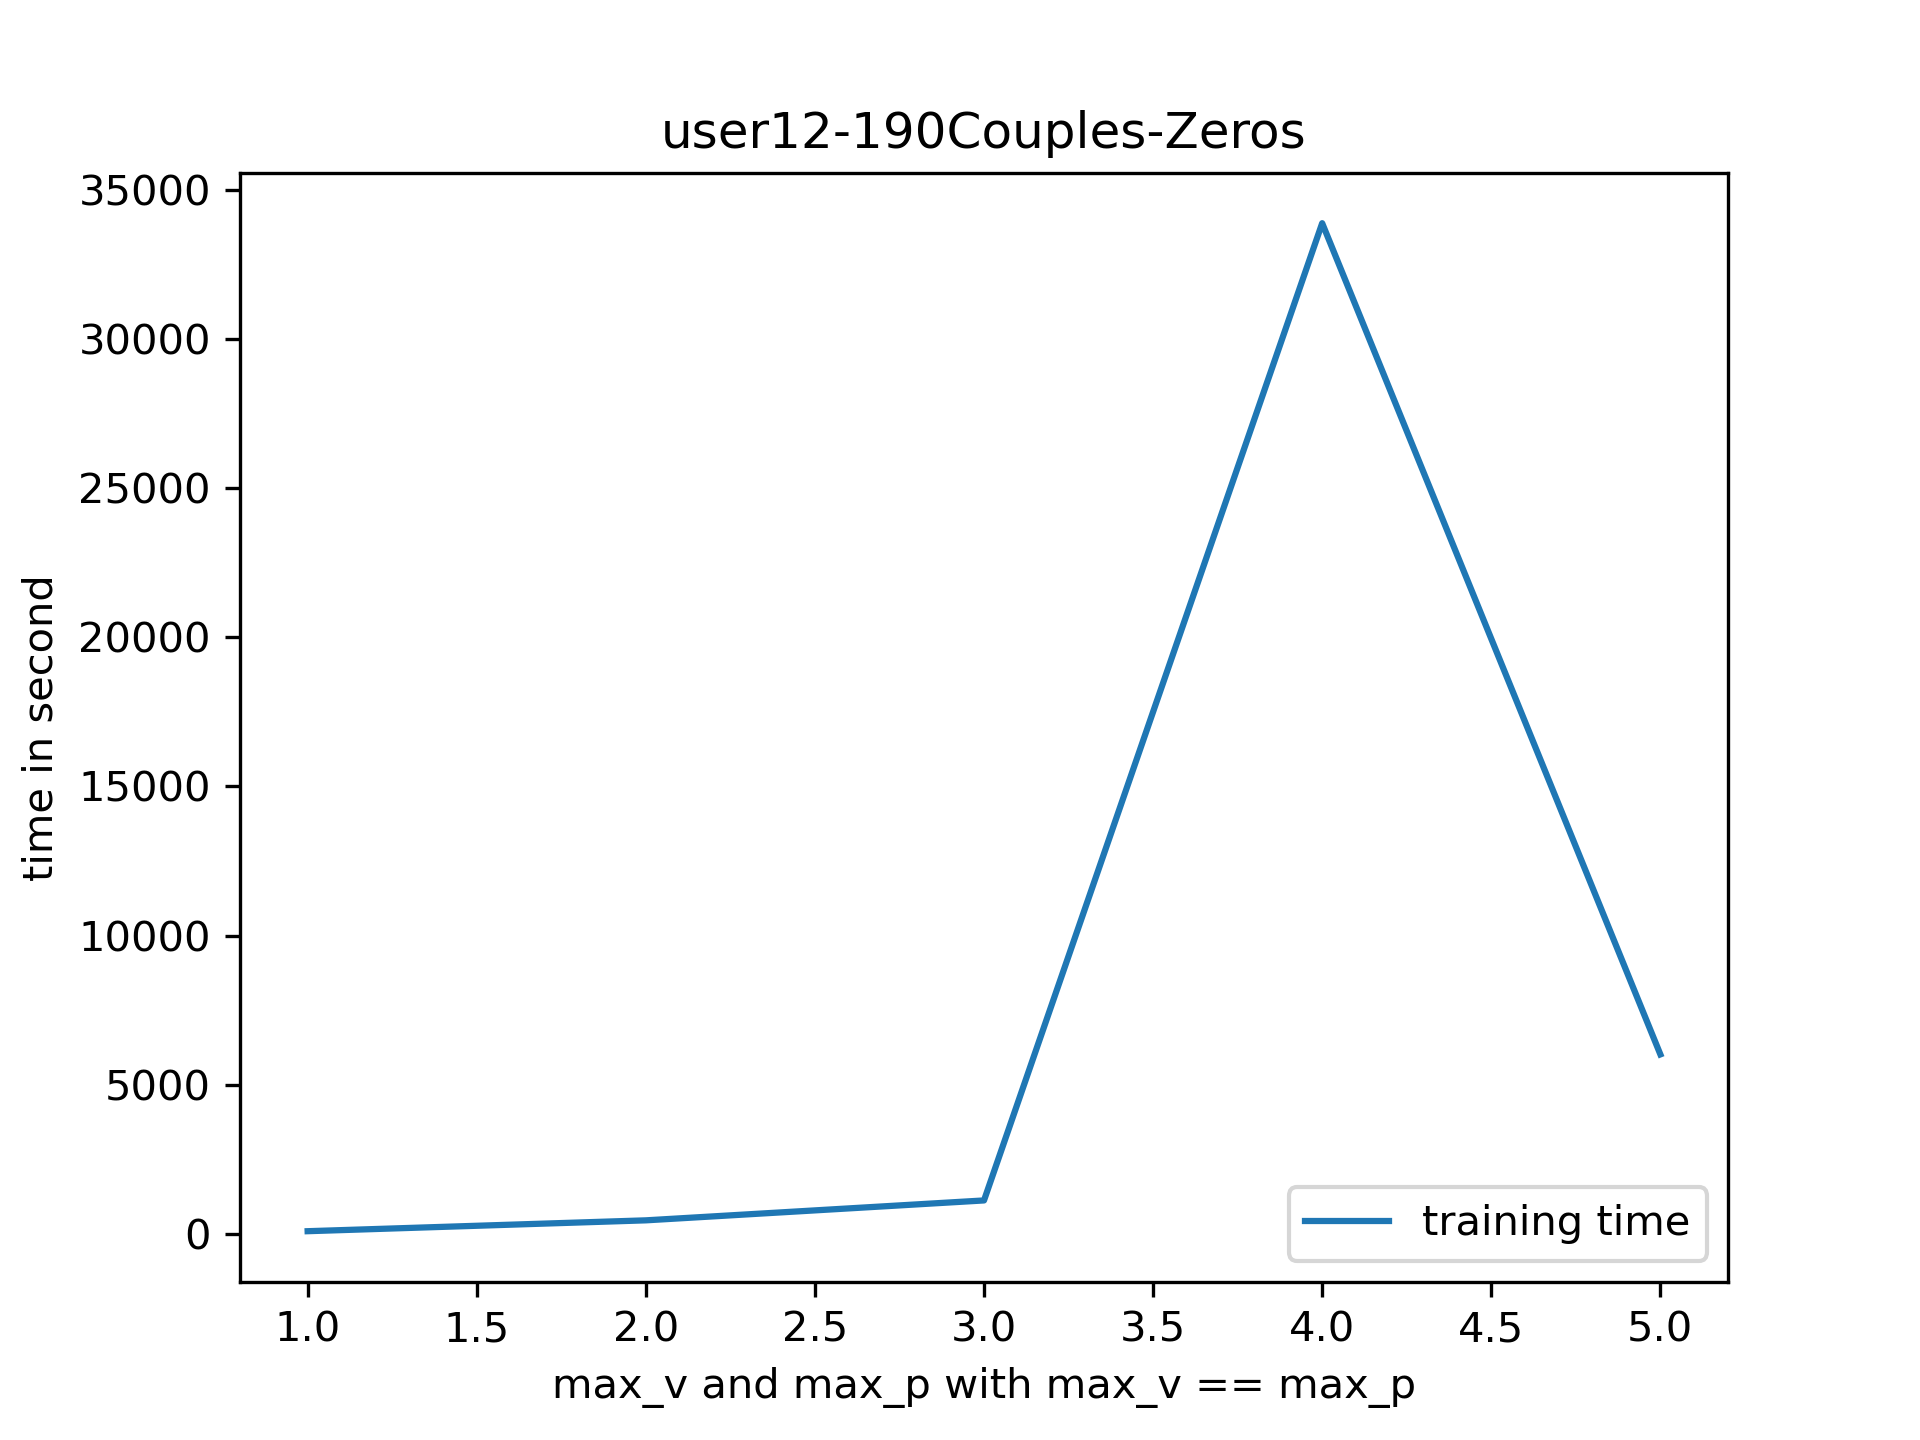 user12-190Couples-Zeros
35000
30000
25000
20000
15000
10000
5000
0
time in second
training time
1.0 1.5 2.0 2.5 3.0 3.5 4.0 4.5 5.0
max_v and max_p with max_v == max_p